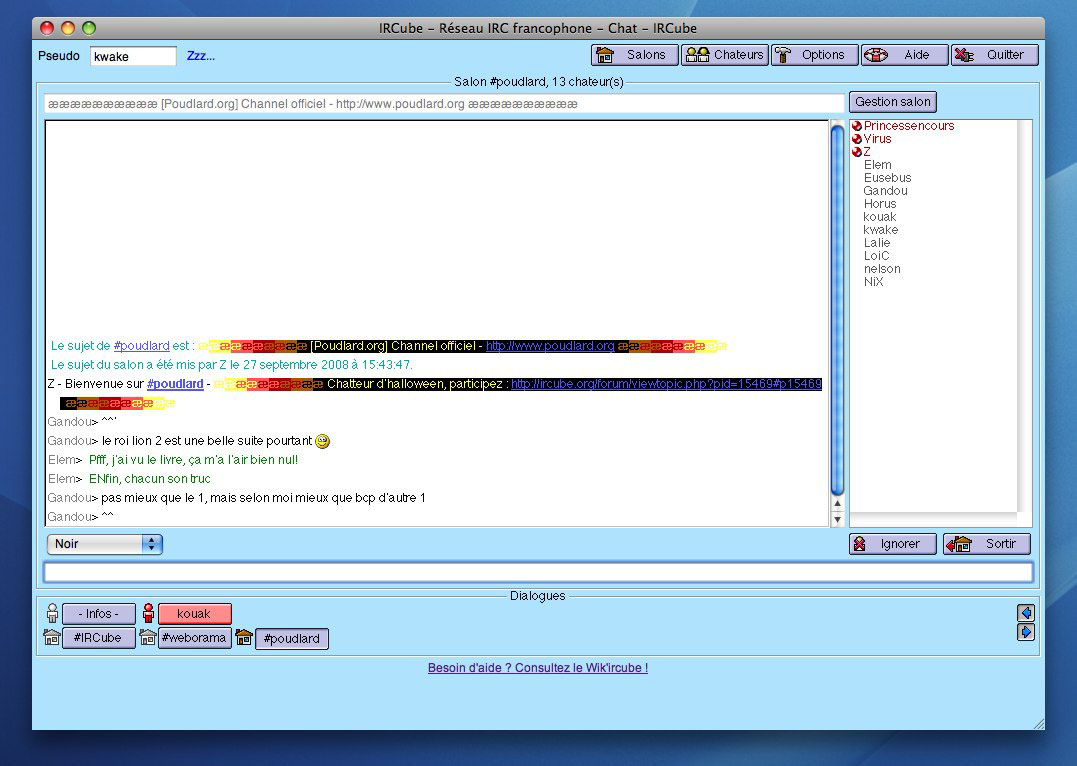 IRCube – Réseau IRC francophone – Chat – IRCube
Pseudo kwake Zzz... Salons Chateurs Options Aide Quitter
Salon #poudlard, 13 chateur(s)
ææææææææææ [Poudlard.org] Channel officiel - http://www.poudlard.org ææææææææææ
Gestion salon
Princessencours
Virus
Z
Elem
Eusebus
Gandou
Horus
kouak
kwake
Lalie
LoiC
nelson
NiX
Le sujet de #poudlard est : ææææææææææ [Poudlard.org] Channel officiel - http://www.poudlard.org ææææææææææ
Le sujet du salon a été mis par Z le 27 septembre 2008 à 15:43:47.
Z - Bienvenue sur #poudlard - ææææææææææ Chatteur d'halloween, participez : http://ircube.org/forum/viewtopic.php?pid=15469#p15469
ææææææææææ
Gandou> ^^'
Gandou> le roi lion 2 est une belle suite pourtant
Elem> Pfff, j'ai vu le livre, ça m'a l'air bien nul!
Elem> ENfin, chacun son truc
Gandou> pas mieux que le 1, mais selon moi mieux que bcp d'autre 1
Gandou> ^^
Noir
Ignorer Sortir
Dialogues
- Infos - kouak
#IRCube #weborama #poudlard
Besoin d'aide ? Consultez le Wik'ircube !